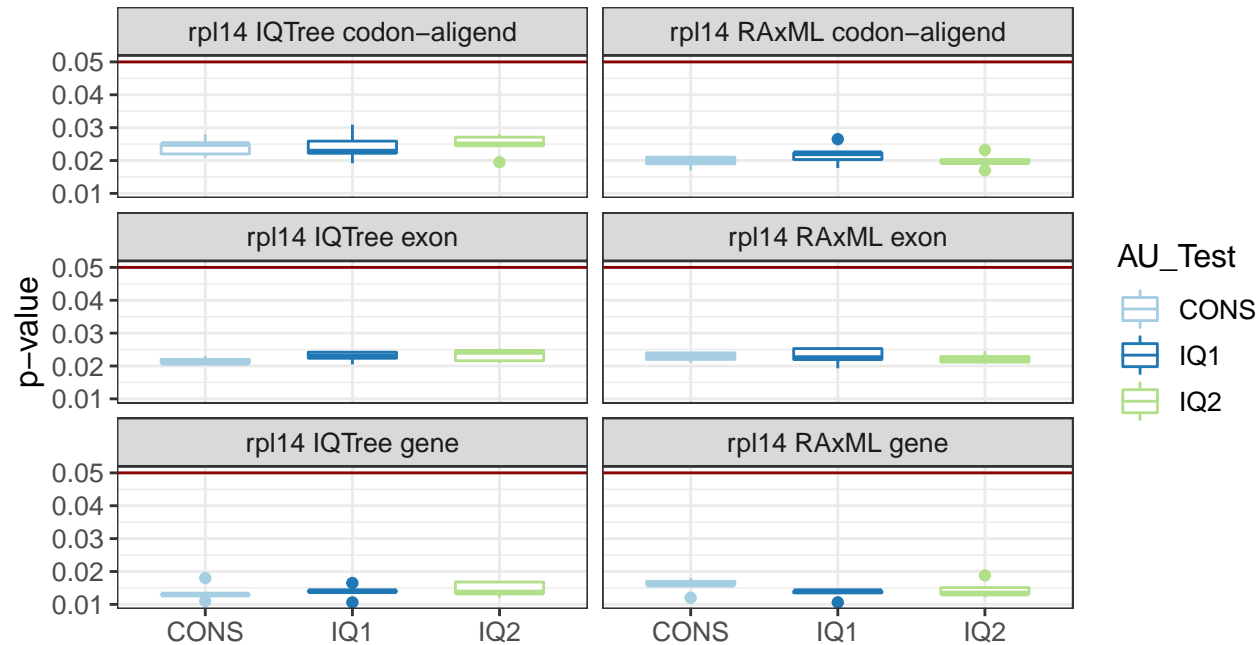 rpl14 IQTree codon−aligend
rpl14 RAxML codon−aligend
0.05
0.04
0.03
0.02
0.01
rpl14 IQTree exon
rpl14 RAxML exon
0.05
0.04
0.03
0.02
0.01
p−value
rpl14 IQTree gene
rpl14 RAxML gene
0.05
0.04
0.03
0.02
0.01
CONS
IQ1
IQ2
CONS
IQ1
IQ2
AU_Test
CONS
IQ1
IQ2